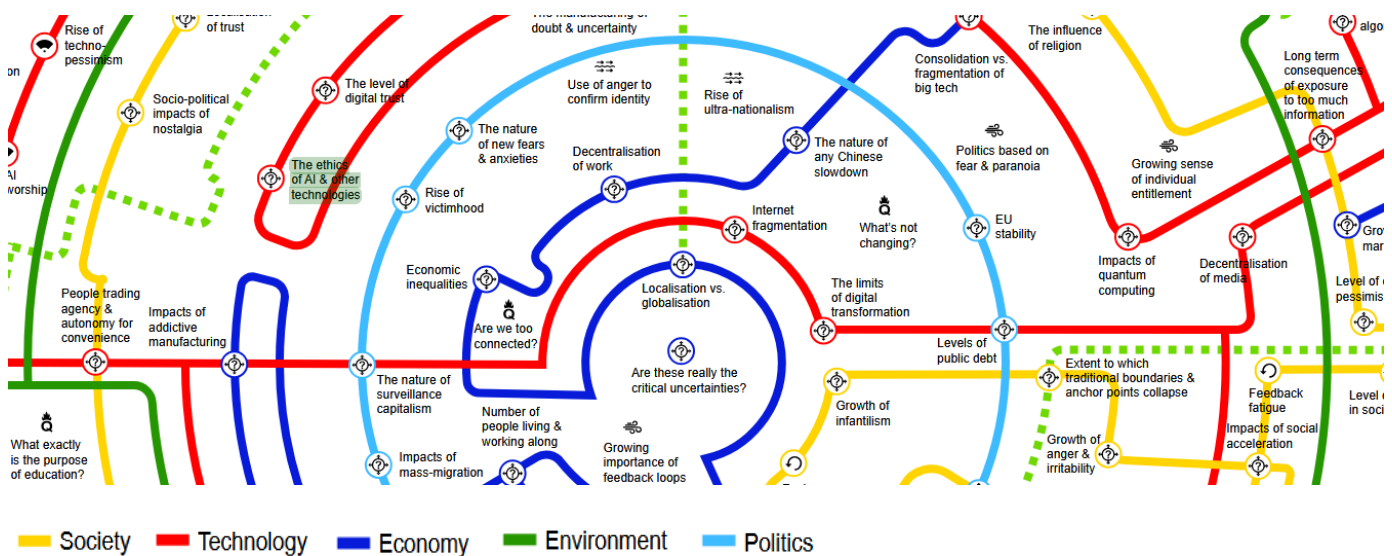 Rise of
techno-
pessimism
of trust
doubt & uncertainty
The influence
of religion
Consolidation vs.
fragmentation of
big tech
Long term
consequences
of exposure
to too much
information
The level of
digital trust
Use of anger to
confirm identity
Rise of
ultra-nationalism
Socio-political
impacts of
nostalgia
The nature
of new fears
& anxieties
Decentralisation
of work
The nature of
any Chinese
slowdown
Politics based on
fear & paranoia
Growing sense
of individual
entitlement
AI
worship
The ethics
of AI & other
technologies
Rise of
victimhood
Internet
fragmentation
Q
What's not
changing?
EU
stability
Impacts of
quantum
computing
Decentralisation
of media
Economic
inequalities
Localisation vs.
globalisation
The limits
of digital
transformation
People trading
agency &
autonomy for
convenience
Impacts of
addictive
manufacturing
Q
Are we too
connected?
Levels of
public debt
Are these really the
critical uncertainties?
The nature of
surveillance
capitalism
Extent to which
traditional boundaries &
anchor points collapse
Feedback
fatigue
Level
in soci
Number of
people living &
working along
Growth of
infantilism
Q
What exactly
is the purpose
of education?
Impacts of
mass-migration
Growing
importance of
feedback loops
Growth of
anger &
irritability
Impacts of social
acceleration
Society
Technology
Economy
Environment
Politics